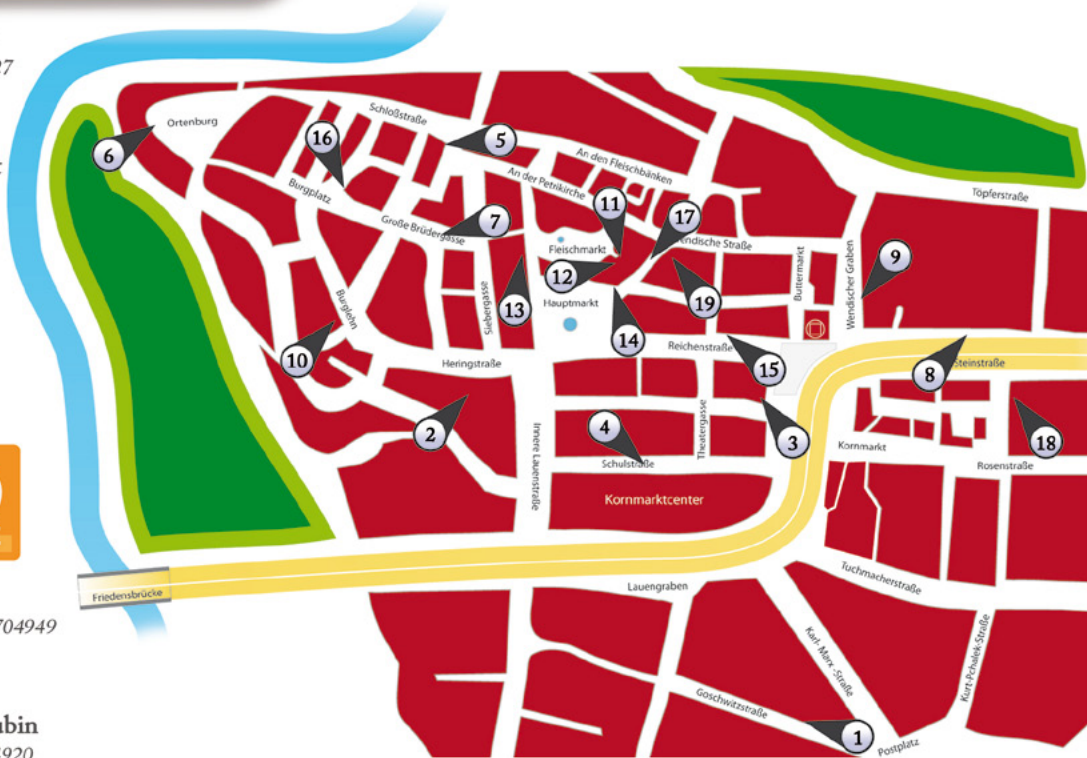 27
Ortenburg
6
16
Schloßstraße
5
An den Fleischbänken
An der Petrikirche
Töpferstraße
Burgplatz
Große Brüdergasse
7
11
17
Wendische Straße
Fleischmarkt
12
Buttermarkt
Wendischer Graben
9
Hauptmarkt
13
19
Siebergasse
Burglehn
10
14
Reichenstraße
15
Heringstraße
8
Steinstraße
2
Innere Lauenstraße
4
Theatergasse
3
Kornmarkt
18
Schulstraße
Rosenstraße
Kornmarktcenter
Friedensbrücke
Lauengraben
Tuchmacherstraße
704949
Karl- Marx -Straße
Kurt-Pchalek-Straße
Goschwitzstraße
1
Postplatz
ubin
4920